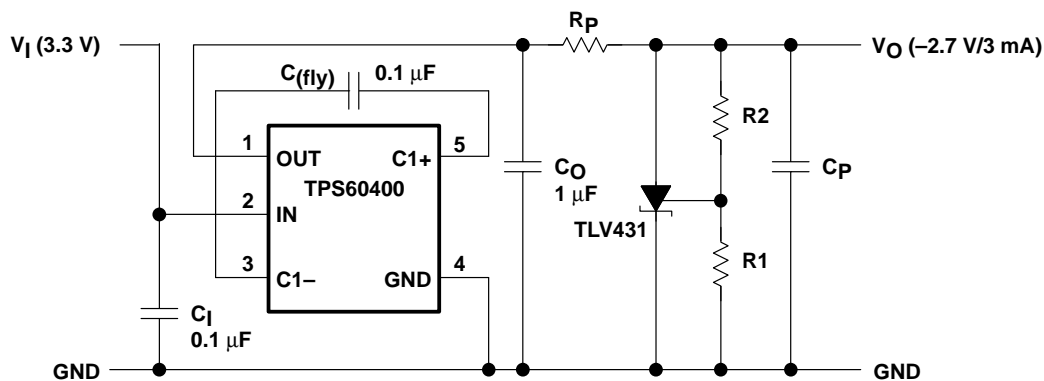 RP
VI (3.3 V)
VO (–2.7 V/3 mA)
C(fly)
0.1 μF
R2
1
OUT
C1+
5
TPS60400
CO
1 μF
CP
2
IN
TLV431
3
C1–
GND
4
R1
CI
0.1 μF
GND
GND